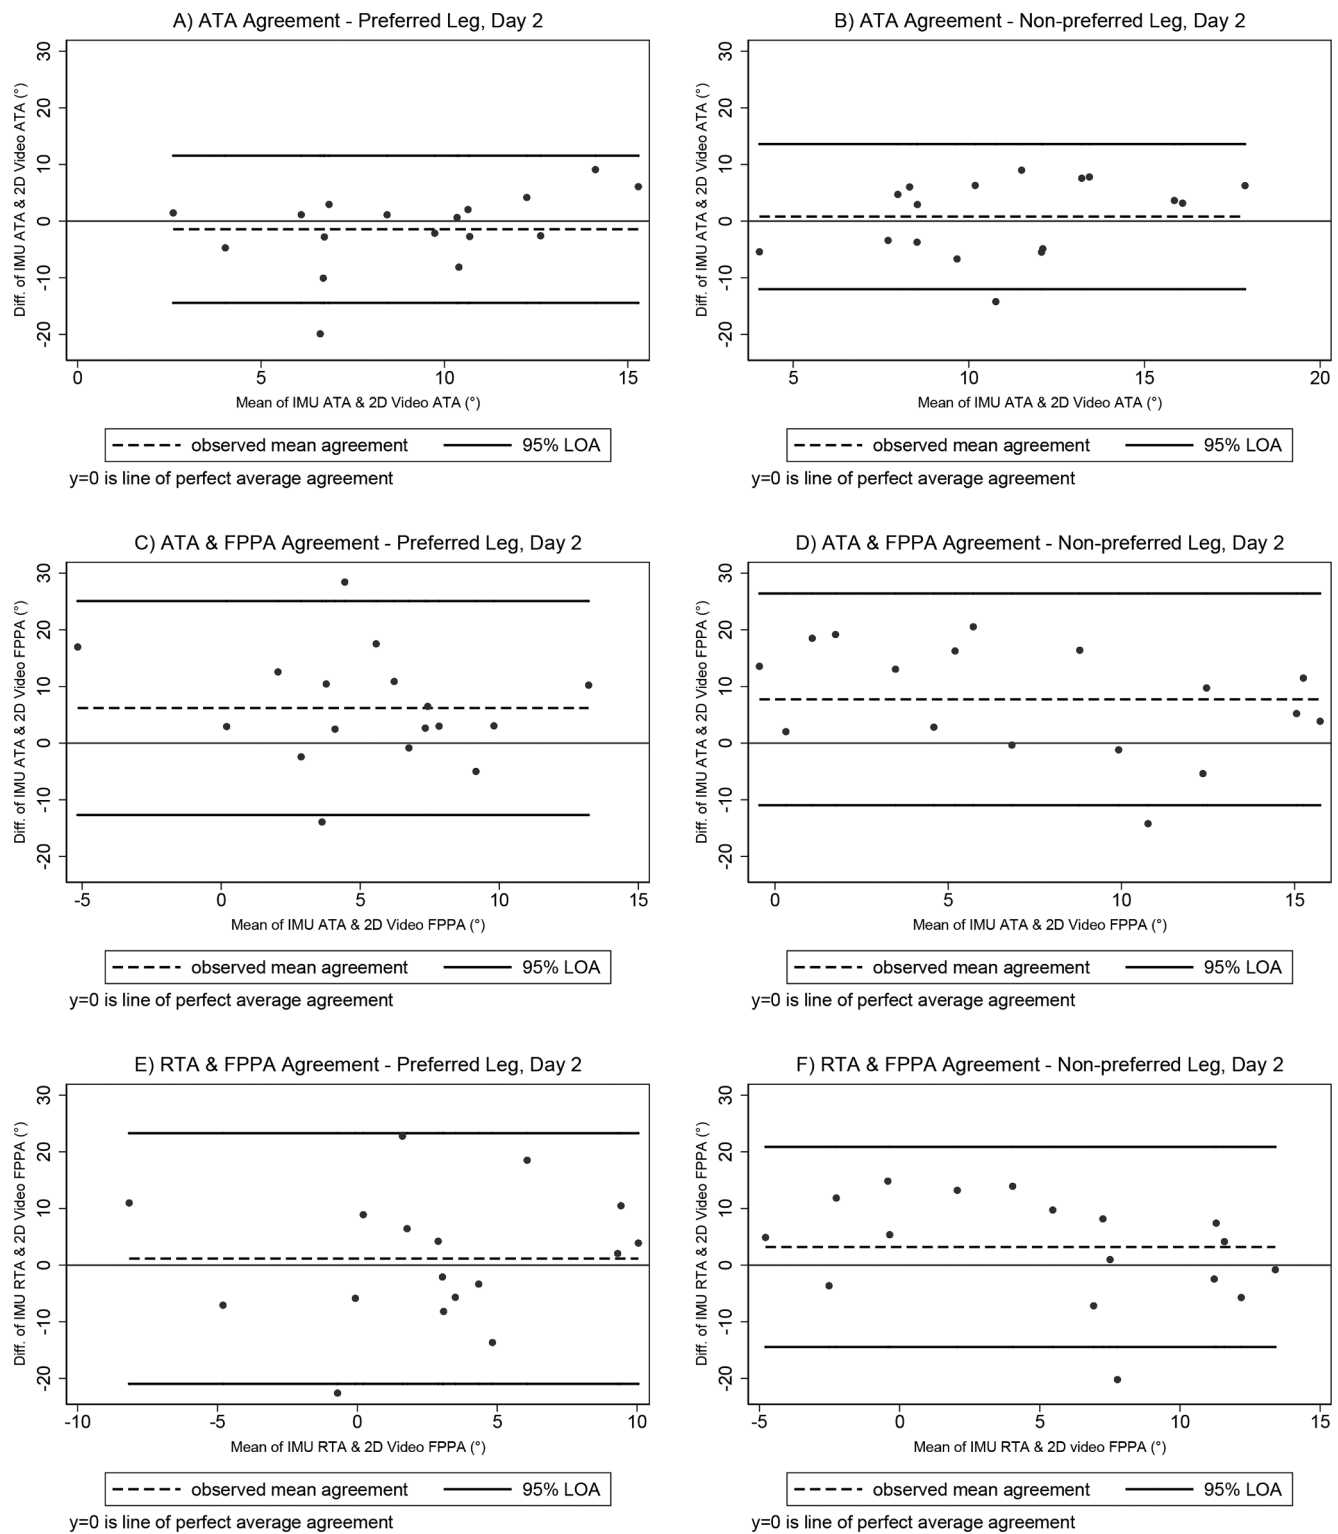 A) ATA Agreement - Preferred Leg, Day 2
Diff. of IMU ATA & 2D Video ATA (°)
30
20
10
0
-10
-20
0 5 10 15
Mean of IMU ATA & 2D Video ATA (°)
observed mean agreement 95% LOA
y=0 is line of perfect average agreement
B) ATA Agreement - Non-preferred Leg, Day 2
Diff. of IMU ATA & 2D Video ATA (°)
30
20
10
0
-10
-20
5 10 15 20
Mean of IMU ATA & 2D Video ATA (°)
observed mean agreement 95% LOA
y=0 is line of perfect average agreement
C) ATA & FPPA Agreement - Preferred Leg, Day 2
Diff. of IMU ATA & 2D Video FPPA (°)
30
20
10
0
-10
-20
-5 0 5 10 15
Mean of IMU ATA & 2D Video FPPA (°)
observed mean agreement 95% LOA
y=0 is line of perfect average agreement
D) ATA & FPPA Agreement - Non-preferred Leg, Day 2
Diff. of IMU ATA & 2D Video FPPA (°)
30
20
10
0
-10
-20
0 5 10 15
Mean of IMU ATA & 2D Video FPPA (°)
observed mean agreement 95% LOA
y=0 is line of perfect average agreement
E) RTA & FPPA Agreement - Preferred Leg, Day 2
Diff. of IMU RTA & 2D Video FPPA (°)
30
20
10
0
-10
-20
-10 -5 0 5 10
Mean of IMU RTA & 2D Video FPPA (°)
observed mean agreement 95% LOA
y=0 is line of perfect average agreement
F) RTA & FPPA Agreement - Non-preferred Leg, Day 2
Diff. of IMU RTA & 2D Video FPPA (°)
30
20
10
0
-10
-20
-5 0 5 10 15
Mean of IMU RTA & 2D video FPPA (°)
observed mean agreement 95% LOA
y=0 is line of perfect average agreement